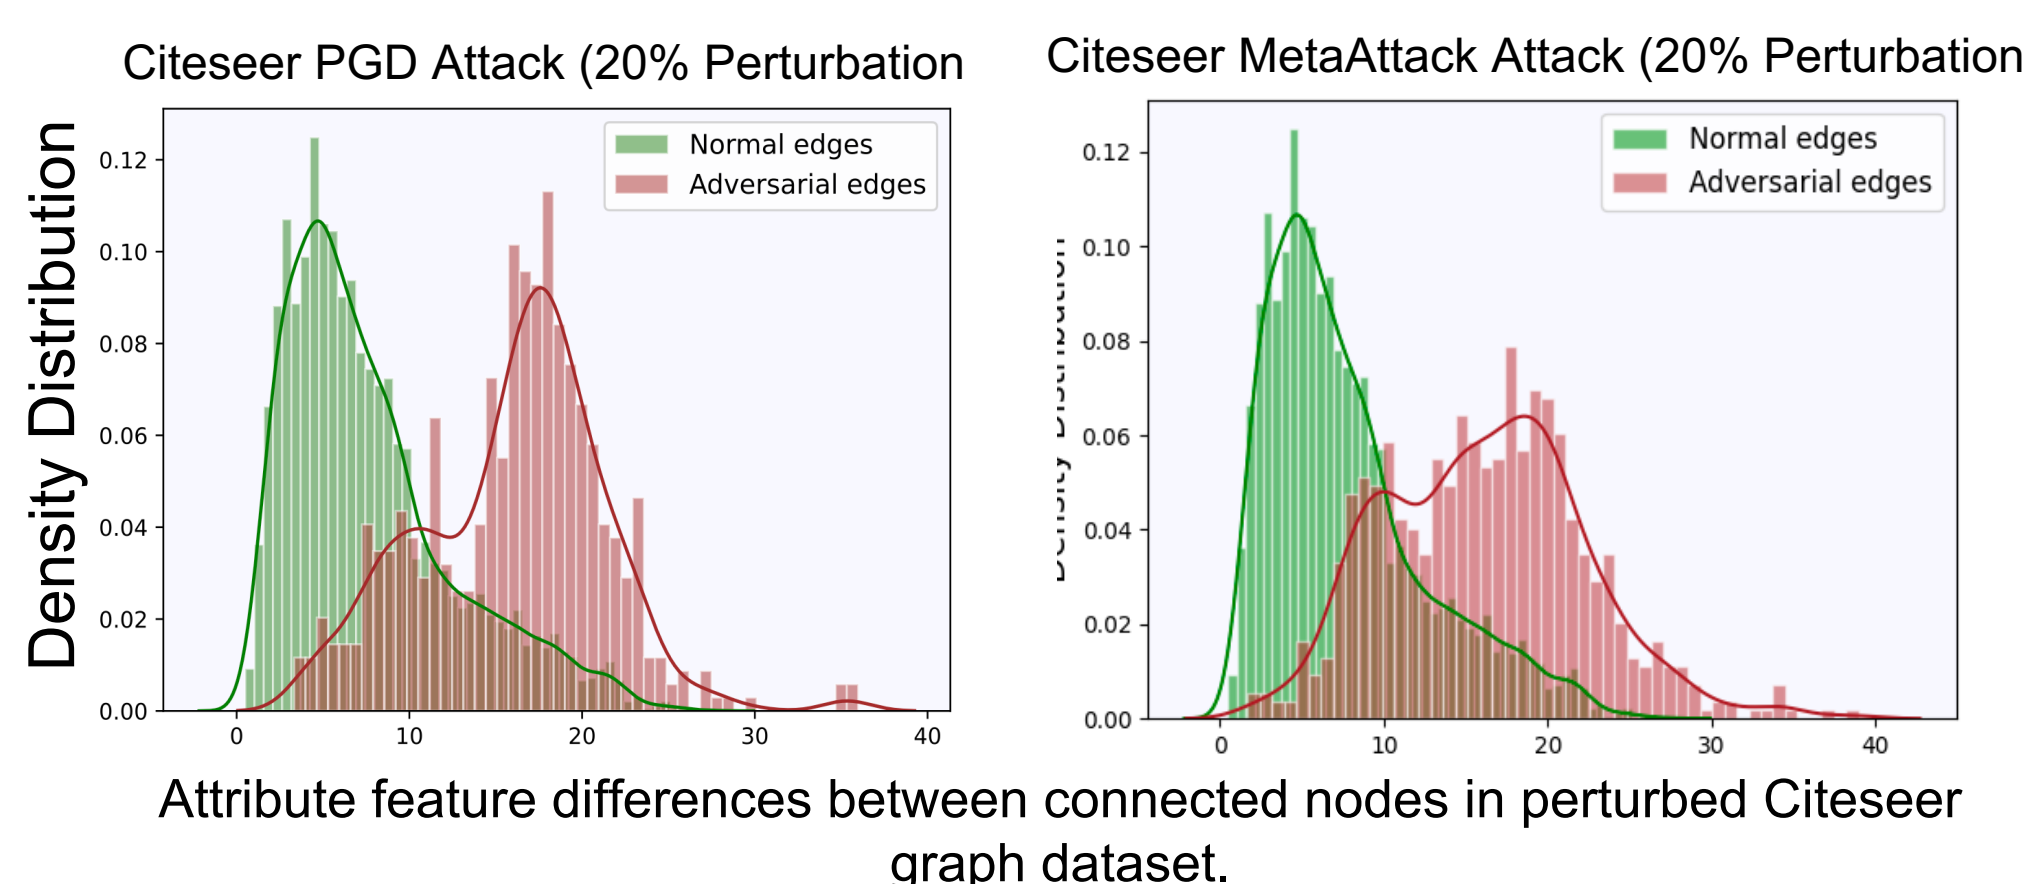 Citeseer PGD Attack (20% Perturbation
Citeseer MetaAttack Attack (20% Perturbation
Density Distribution
0.12
0.10
0.08
0.06
0.04
0.02
0.00
Normal edges
Adversarial edges
0 10 20 30 40
Density Distribution
0.12
0.10
0.08
0.06
0.04
0.02
0.00
Normal edges
Adversarial edges
0 10 20 30 40
Attribute feature differences between connected nodes in perturbed Citeseer
graph dataset.